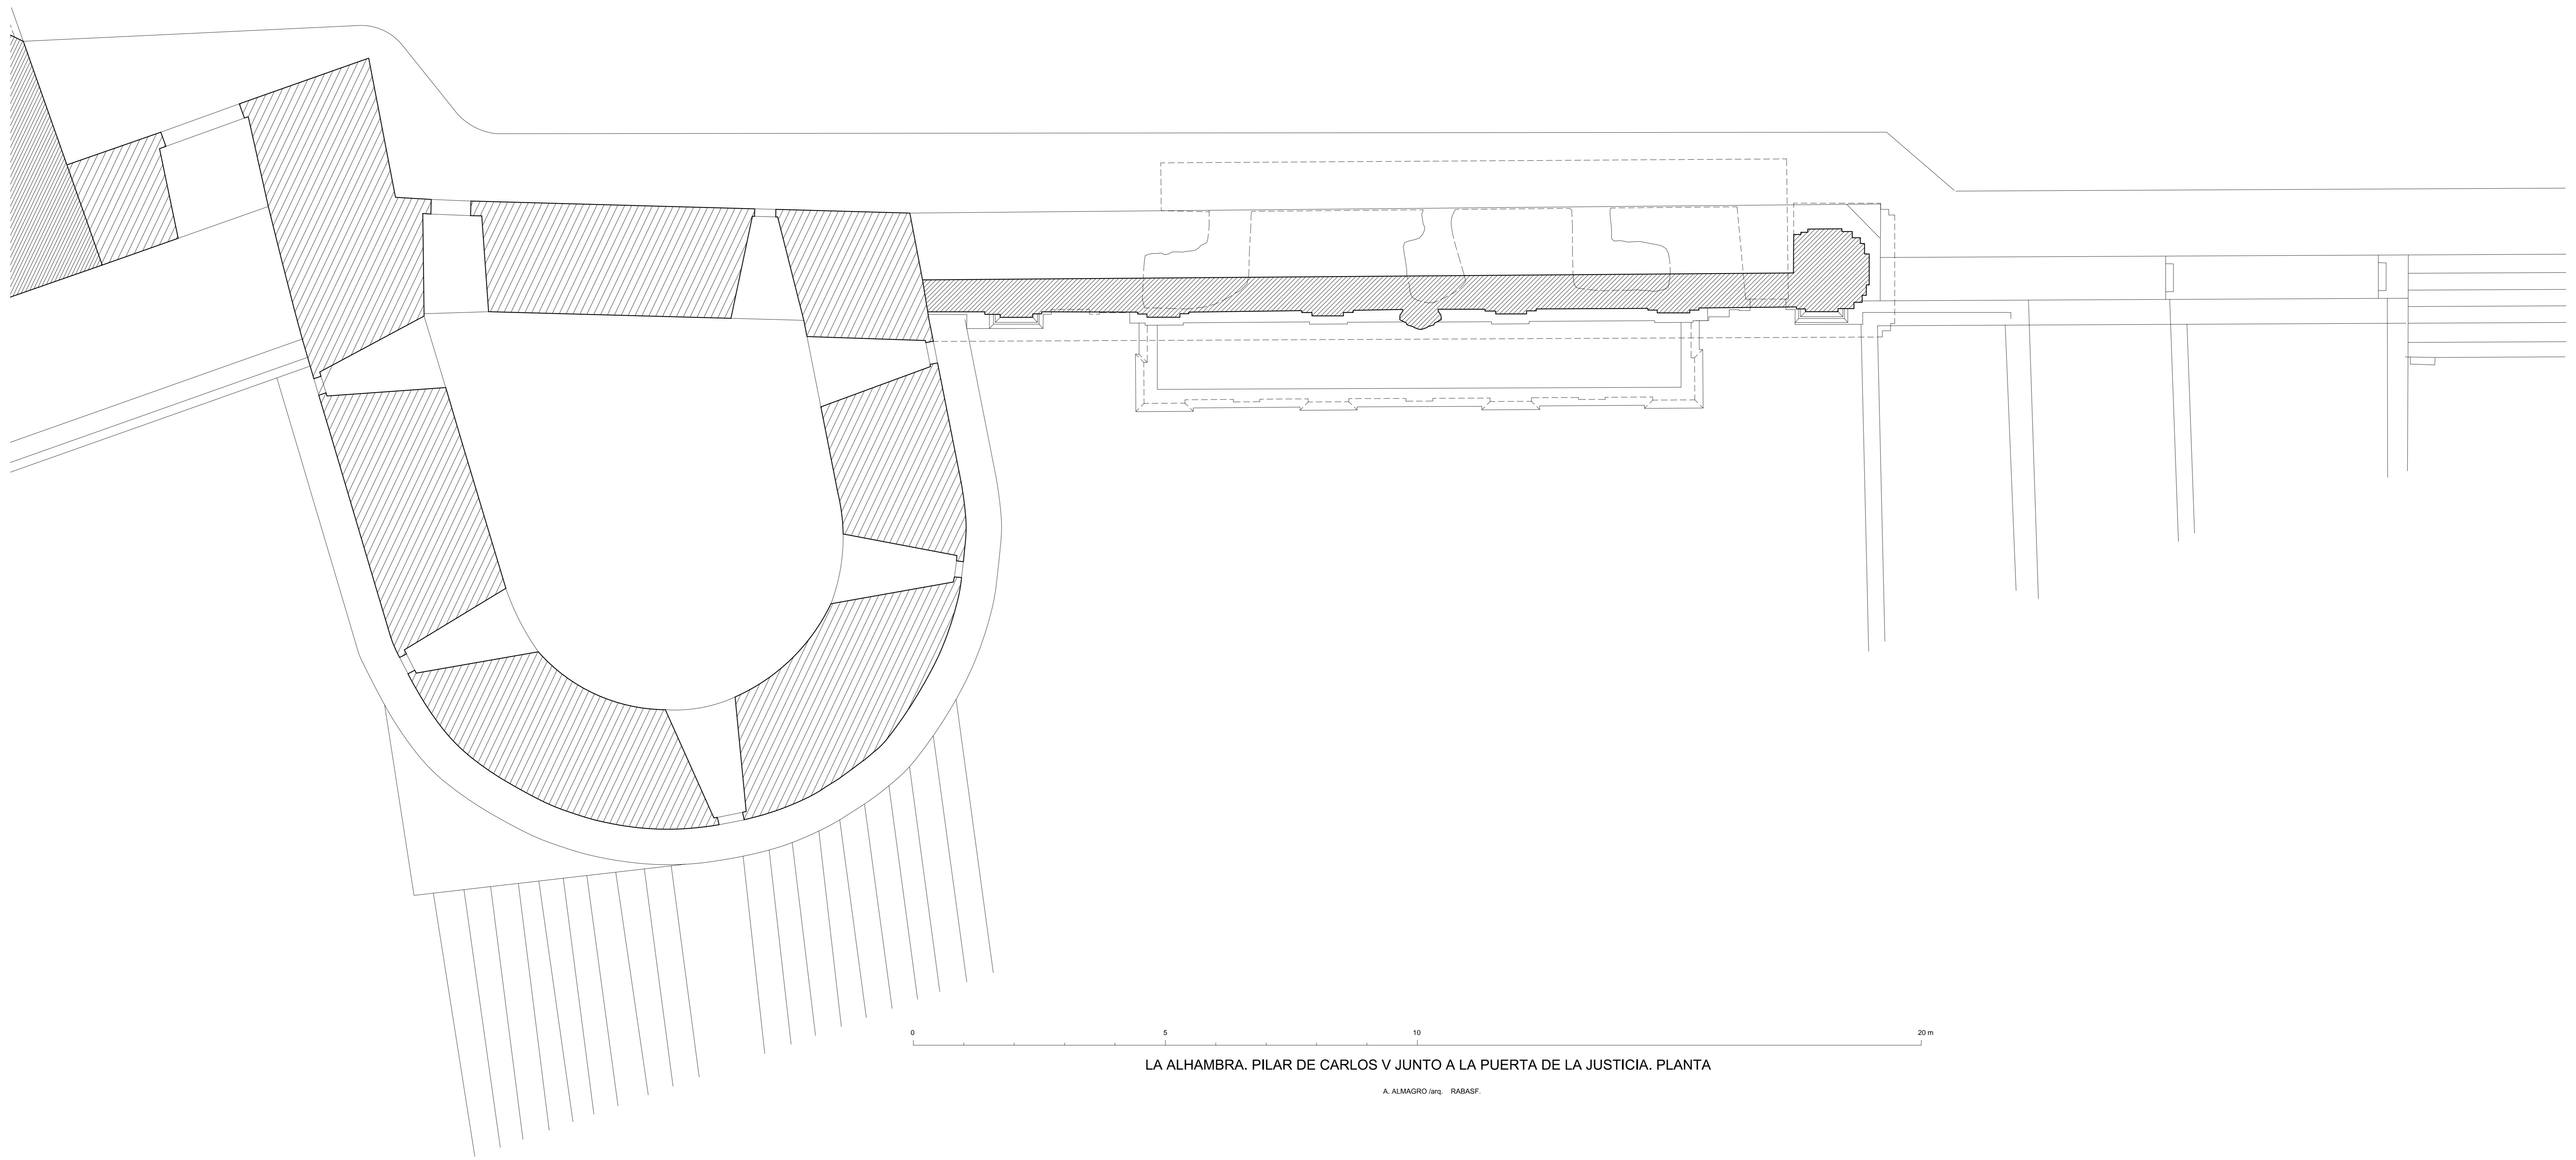 0 5 10 20 m
LA ALHAMBRA. PILAR DE CARLOS V JUNTO A LA PUERTA DE LA JUSTICIA. PLANTA
A. ALMAGRO /arq. RABASF.